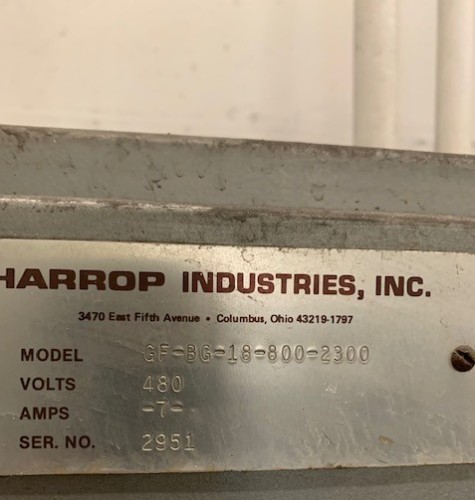 HARROP INDUSTRIES, INC.
3470 East Fifth Avenue • Columbus, Ohio 43219-1797
MODEL GF-BG-18-800-2300
VOLTS 480
AMPS -7-
SER. NO. 2951